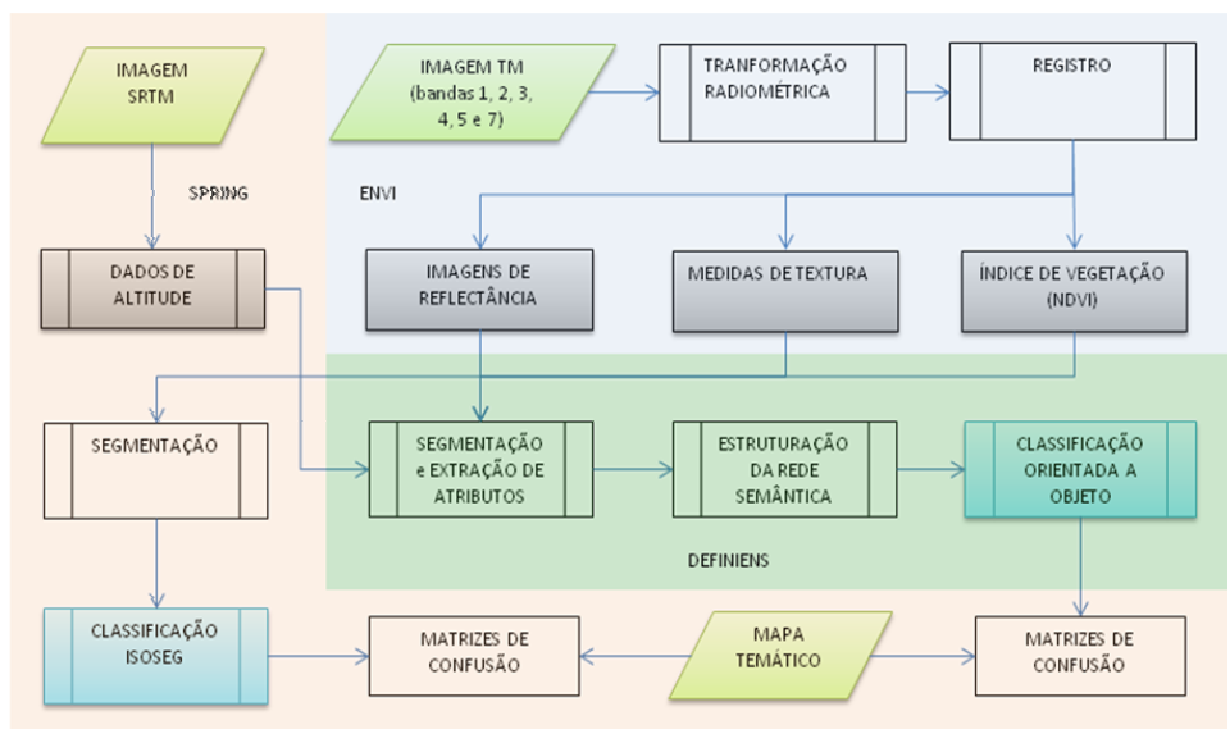 IMAGEM
SRTM
IMAGEM TM
(bandas 1, 2, 3,
4, 5 e 7)
TRANFORMAÇÃO
RADIOMÉTRICA
REGISTRO
SPRING
ENVI
DADOS DE
ALTITUDE
IMAGENS DE
REFLECTÂNCIA
MEDIDAS DE TEXTURA
ÍNDICE DE VEGETAÇÃO
(NDVI)
SEGMENTAÇÃO
SEGMENTAÇÃO
e EXTRAÇÃO DE
ATRIBUTOS
ESTRUTURAÇÃO
DA REDE
SEMÂNTICA
CLASSIFICAÇÃO
ORIENTADA A
OBJETO
DEFINIENS
CLASSIFICAÇÃO
ISOSEG
MATRIZES DE
CONFUSÃO
MAPA
TEMÁTICO
MATRIZES DE
CONFUSÃO